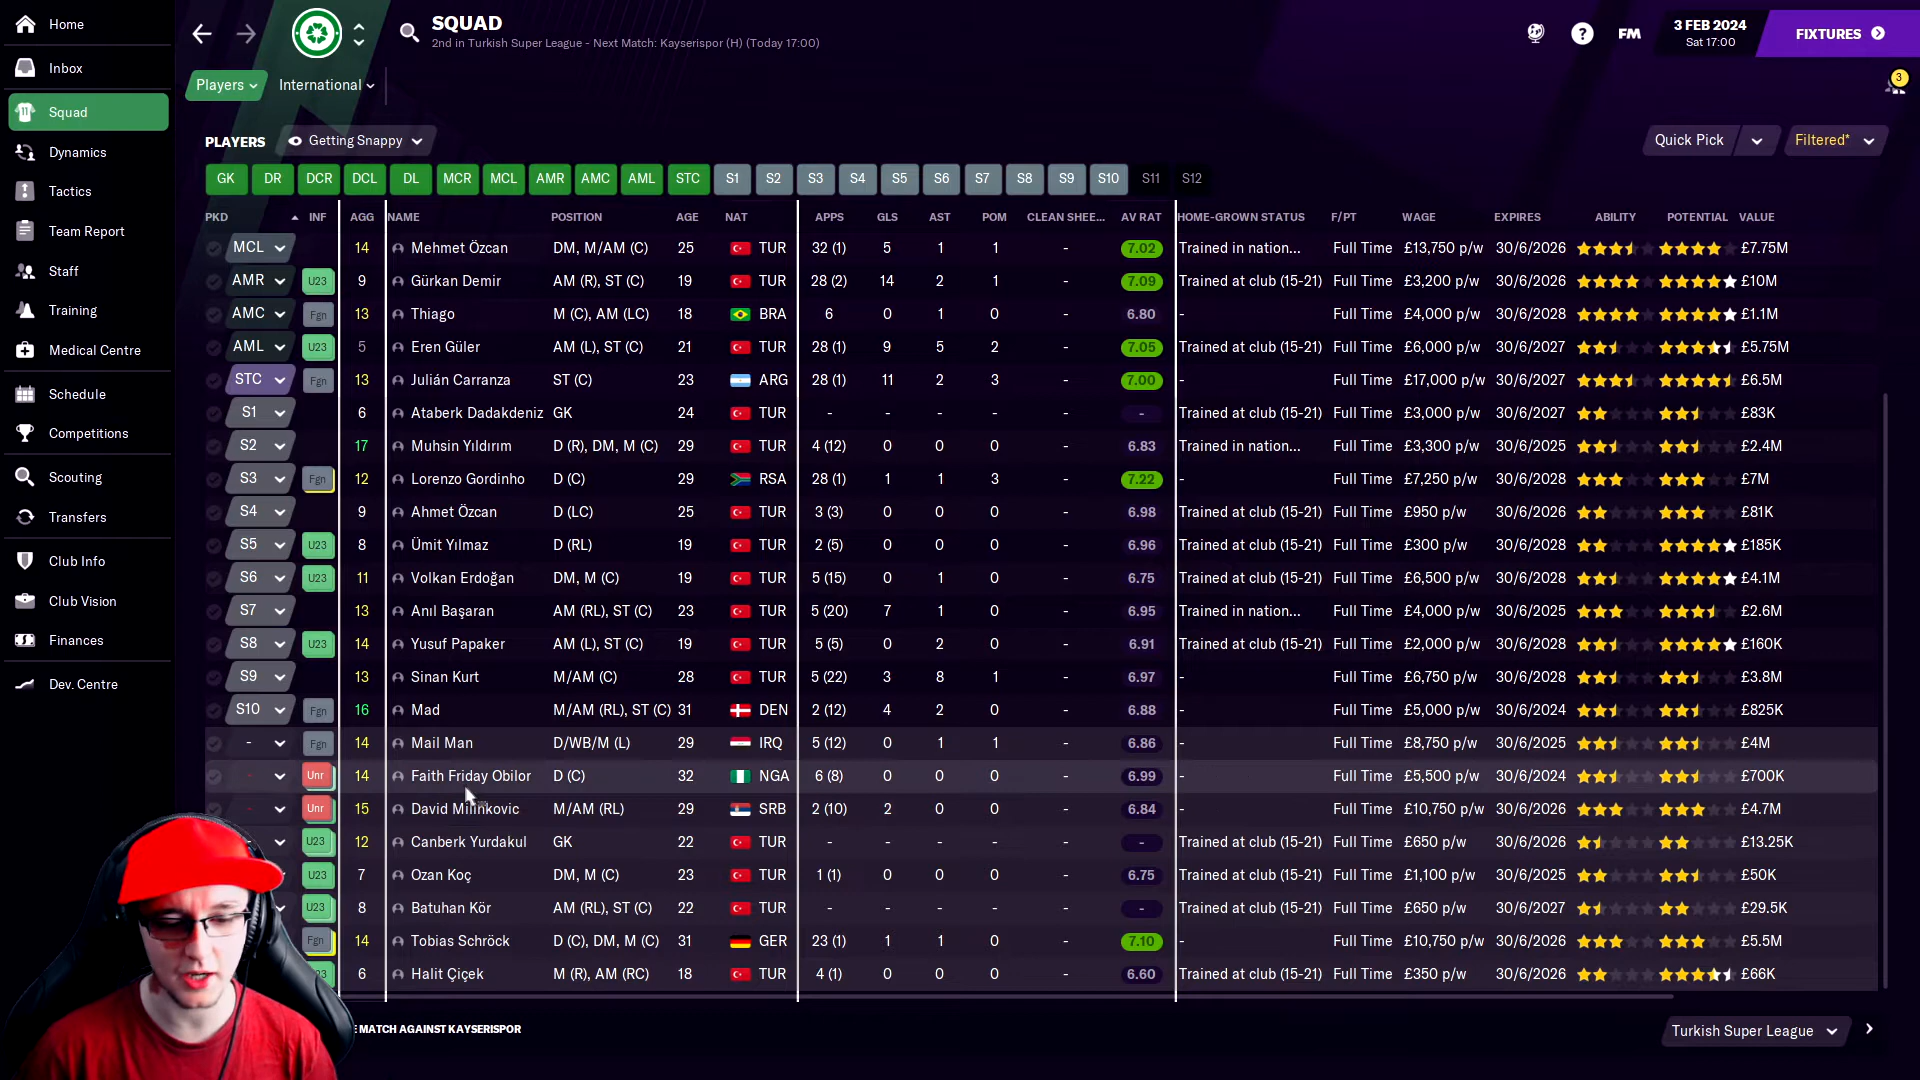 Home
Inbox
Squad
Dynamics
Tactics
Team Report
Staff
Training
Medical Centre
Schedule
Competitions
Scouting
Transfers
Club Info
Club Vision
Finances
Dev. Centre
SQUAD
2nd in Turkish Super League - Next Match: Kayserispor (H) (Today 17:00)
FM
3 FEB 2024
Sat 17:00
FIXTURES
3
Players
International
PLAYERS
Getting Snappy
Quick Pick
Filtered*
GK DR DCR DCL DL MCR MCL AMR AMC AML STC S1 S2 S3 S4 S5 S6 S7 S8 S9 S10 S11 S12
PKD INF AGG NAME POSITION AGE NAT APPS GLS AST POM CLEAN SHEE... AV RAT HOME-GROWN STATUS F/PT WAGE EXPIRES ABILITY POTENTIAL VALUE
MCL 14 Mehmet Özcan DM, M/AM (C) 25 TUR 32 (1) 5 1 1 - 7.02 Trained in nation... Full Time £13,750 p/w 30/6/2026 £7.75M
AMR U23 9 Gürkan Demir AM (R), ST (C) 19 TUR 28 (2) 14 2 1 - 7.09 Trained at club (15-21) Full Time £3,200 p/w 30/6/2026 £10M
AMC Fgn 13 Thiago M (C), AM (LC) 18 BRA 6 0 1 0 - 6.80 - Full Time £4,000 p/w 30/6/2028 £1.1M
AML U23 5 Eren Güler AM (L), ST (C) 21 TUR 28 (1) 9 5 2 - 7.05 Trained at club (15-21) Full Time £6,000 p/w 30/6/2027 £5.75M
STC Fgn 13 Julián Carranza ST (C) 23 ARG 28 (1) 11 2 3 - 7.00 - Full Time £17,000 p/w 30/6/2027 £6.5M
S1 6 Ataberk Dadakdeniz GK 24 TUR - - - - - - Trained at club (15-21) Full Time £3,000 p/w 30/6/2027 £83K
S2 17 Muhsin Yıldırım D (R), DM, M (C) 29 TUR 4 (12) 0 0 0 - 6.83 Trained in nation... Full Time £3,300 p/w 30/6/2025 £2.4M
S3 Fgn 12 Lorenzo Gordinho D (C) 29 RSA 28 (1) 1 1 3 - 7.22 - Full Time £7,250 p/w 30/6/2028 £7M
S4 9 Ahmet Özcan D (LC) 25 TUR 3 (3) 0 0 0 - 6.98 Trained at club (15-21) Full Time £950 p/w 30/6/2026 £81K
S5 U23 8 Ümit Yılmaz D (RL) 19 TUR 2 (5) 0 0 0 - 6.96 Trained at club (15-21) Full Time £300 p/w 30/6/2028 £185K
S6 U23 11 Volkan Erdoğan DM, M (C) 19 TUR 5 (15) 0 1 0 - 6.75 Trained at club (15-21) Full Time £6,500 p/w 30/6/2028 £4.1M
S7 13 Anıl Başaran AM (RL), ST (C) 23 TUR 5 (20) 7 1 0 - 6.95 Trained in nation... Full Time £4,000 p/w 30/6/2025 £2.6M
S8 U23 14 Yusuf Papaker AM (L), ST (C) 19 TUR 5 (5) 0 2 0 - 6.91 Trained at club (15-21) Full Time £2,000 p/w 30/6/2028 £160K
S9 13 Sinan Kurt M/AM (C) 28 TUR 5 (22) 3 8 1 - 6.97 - Full Time £6,750 p/w 30/6/2028 £3.8M
S10 Fgn 16 Mad M/AM (RL), ST (C) 31 DEN 2 (12) 4 2 0 - 6.88 - Full Time £5,000 p/w 30/6/2024 £825K
- Fgn 14 Mail Man D/WB/M (L) 29 IRQ 5 (12) 0 1 1 - 6.86 - Full Time £8,750 p/w 30/6/2025 £4M
- Unr 14 Faith Friday Obilor D (C) 32 NGA 6 (8) 0 0 0 - 6.99 - Full Time £5,500 p/w 30/6/2024 £700K
- Unr 15 David Milinkovic M/AM (RL) 29 SRB 2 (10) 2 0 0 - 6.84 - Full Time £10,750 p/w 30/6/2026 £4.7M
- U23 12 Canberk Yurdakul GK 22 TUR - - - - - - Trained at club (15-21) Full Time £650 p/w 30/6/2026 £13.25K
U23 7 Ozan Koç DM, M (C) 23 TUR 1 (1) 0 0 0 - 6.75 Trained at club (15-21) Full Time £1,100 p/w 30/6/2025 £50K
U23 8 Batuhan Kör AM (RL), ST (C) 22 TUR - - - - - - Trained at club (15-21) Full Time £650 p/w 30/6/2027 £29.5K
Fgn 14 Tobias Schröck D (C), DM, M (C) 31 GER 23 (1) 1 1 0 - 7.10 - Full Time £10,750 p/w 30/6/2026 £5.5M
23 6 Halit Çiçek M (R), AM (RC) 18 TUR 4 (1) 0 0 0 - 6.60 Trained at club (15-21) Full Time £350 p/w 30/6/2026 £66K
MATCH AGAINST KAYSERISPOR
Turkish Super League